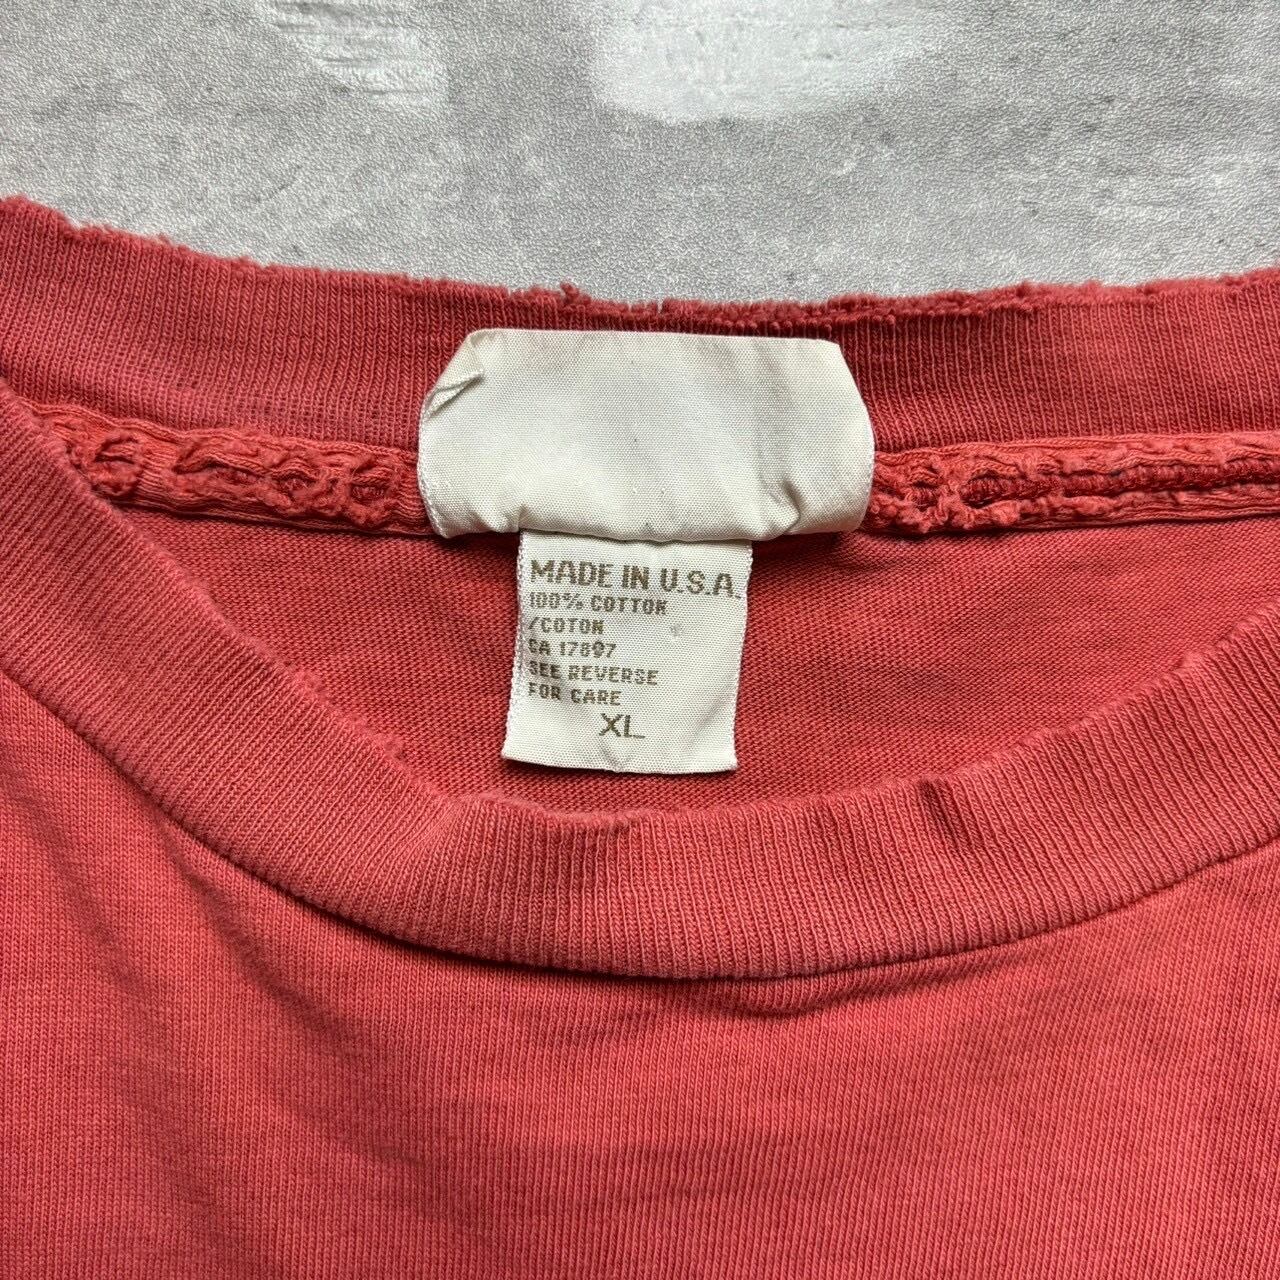 MADE IN U.S.A.
100% COTTON
/COTON
CA 17897
SEE REVERSE
FOR CARE
XL